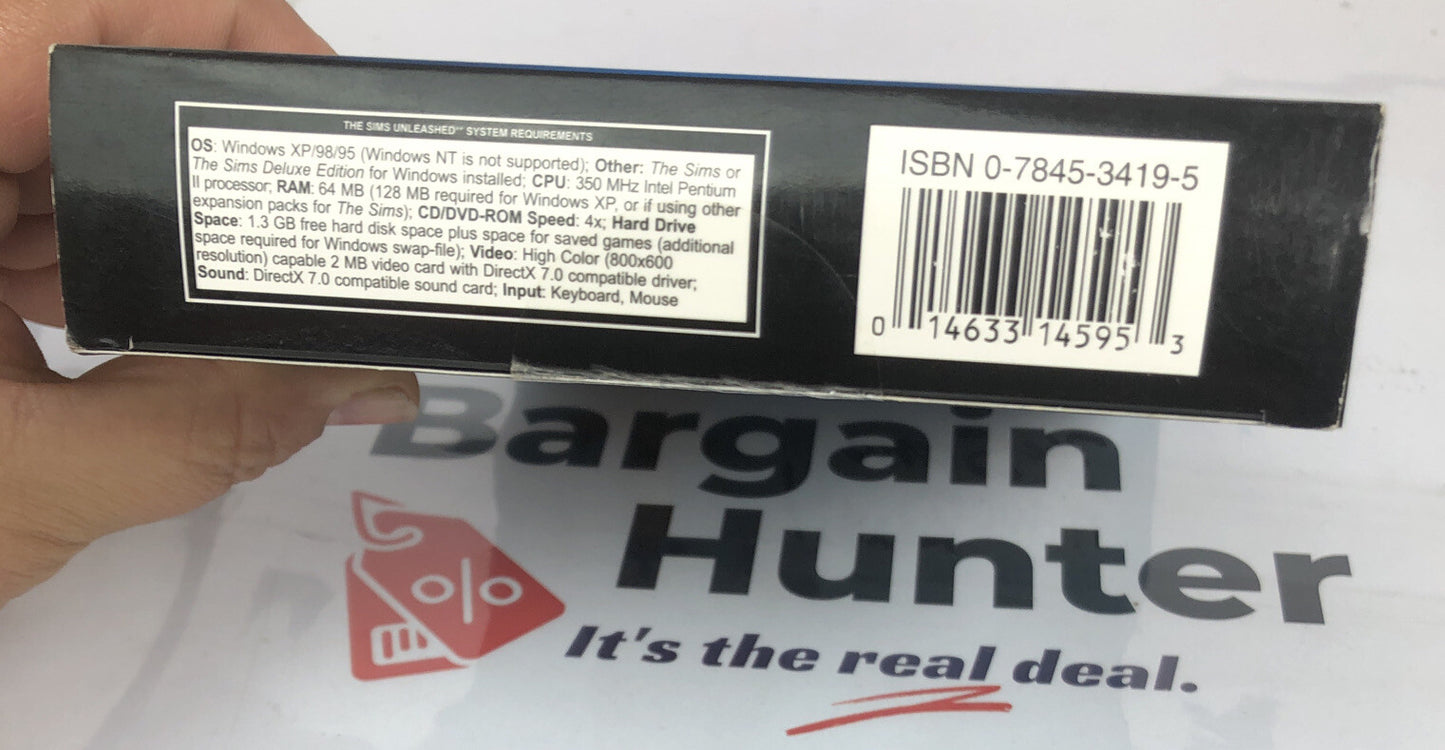 THE SIMS UNLEASHED™ SYSTEM REQUIREMENTS
OS: Windows XP/98/95 (Windows NT is not supported); Other: The Sims or
The Sims Deluxe Edition for Windows installed; CPU: 350 MHz Intel Pentium
II processor; RAM: 64 MB (128 MB required for Windows XP, or if using other
expansion packs for The Sims); CD/DVD-ROM Speed: 4x; Hard Drive
Space: 1.3 GB free hard disk space plus space for saved games (additional
space required for Windows swap-file); Video: High Color (800x600
resolution) capable 2 MB video card with DirectX 7.0 compatible driver;
Sound: DirectX 7.0 compatible sound card; Input: Keyboard, Mouse
ISBN 0-7845-3419-5
0 14633 14595 3
Bargain
Hunter
%
It's the real deal.